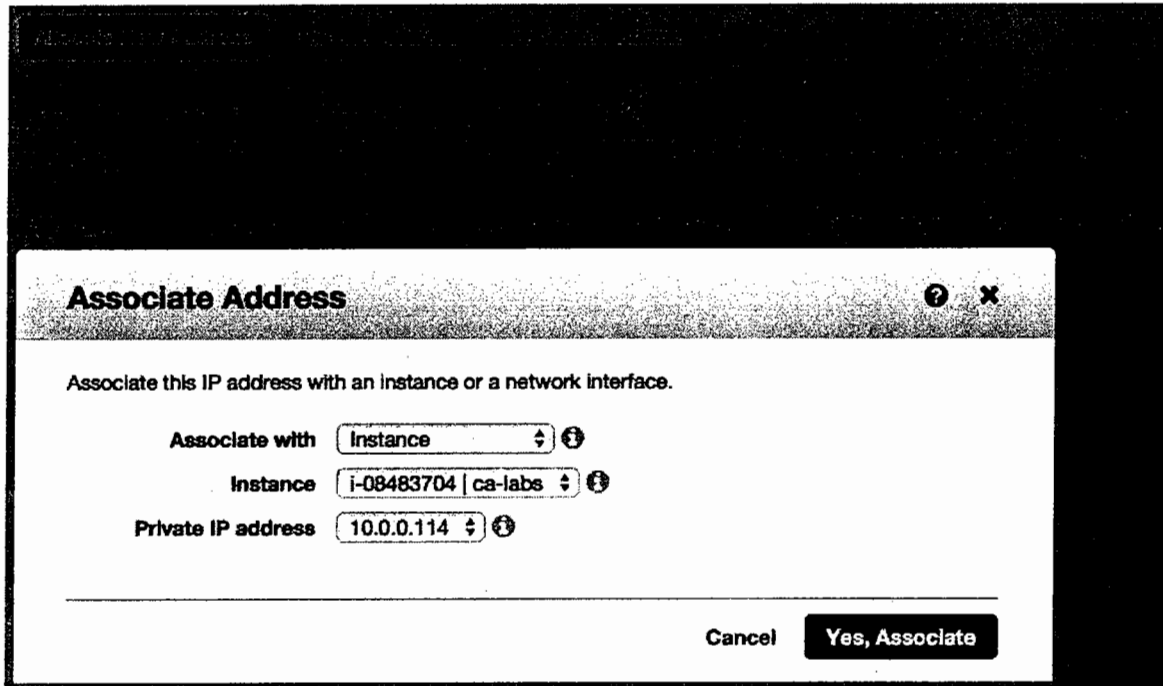 Associate Address
Associate this IP address with an instance or a network interface.
Associate with Instance
Instance i-08483704 | ca-labs
Private IP address 10.0.0.114
Cancel Yes, Associate